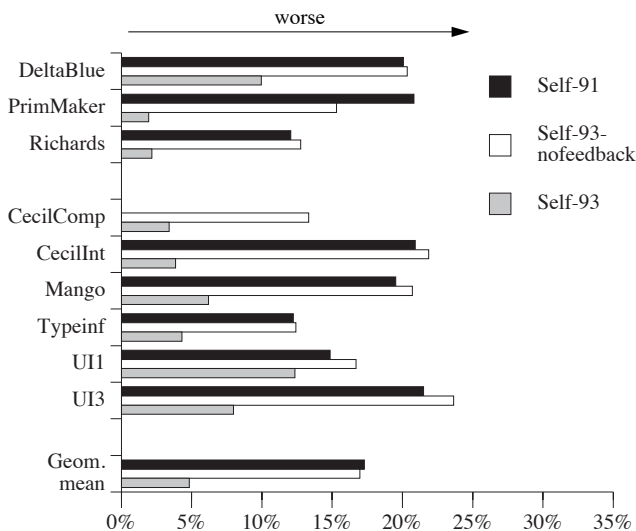 worse
DeltaBlue
PrimMaker
Richards
CecilComp
CecilInt
Mango
Typeinf
UI1
UI3
Geom.
mean
0% 5% 10% 15% 20% 25% 30% 35%
Self-91
Self-93-
nofeedback
Self-93